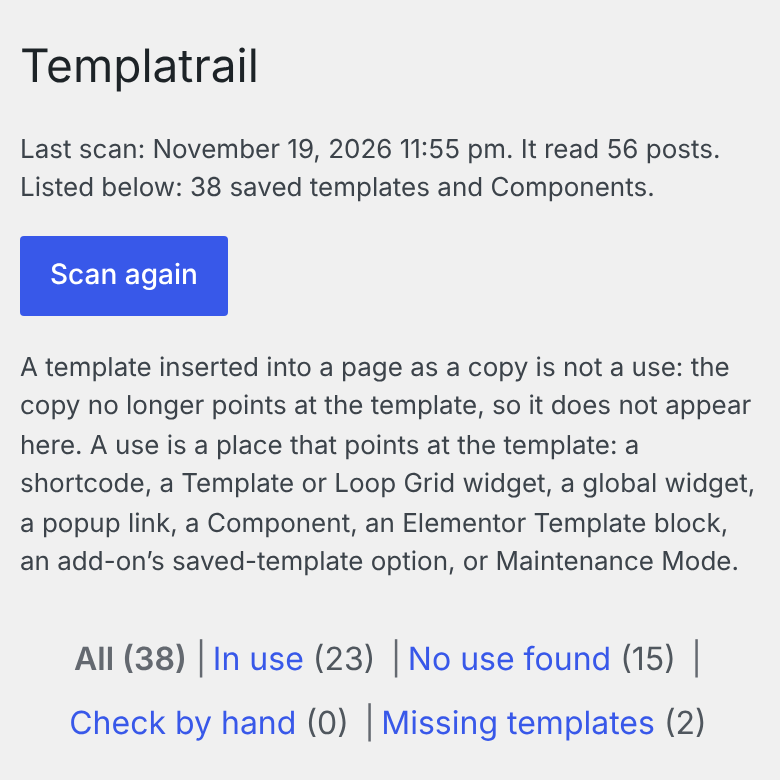 Templatrail
Last scan: November 19, 2026 11:55 pm. It read 56 posts.
Listed below: 38 saved templates and Components.
Scan again
A template inserted into a page as a copy is not a use: the
copy no longer points at the template, so it does not appear
here. A use is a place that points at the template: a
shortcode, a Template or Loop Grid widget, a global widget,
a popup link, a Component, an Elementor Template block,
an add-on’s saved-template option, or Maintenance Mode.
All (38) | In use (23) | No use found (15) |
Check by hand (0) | Missing templates (2)